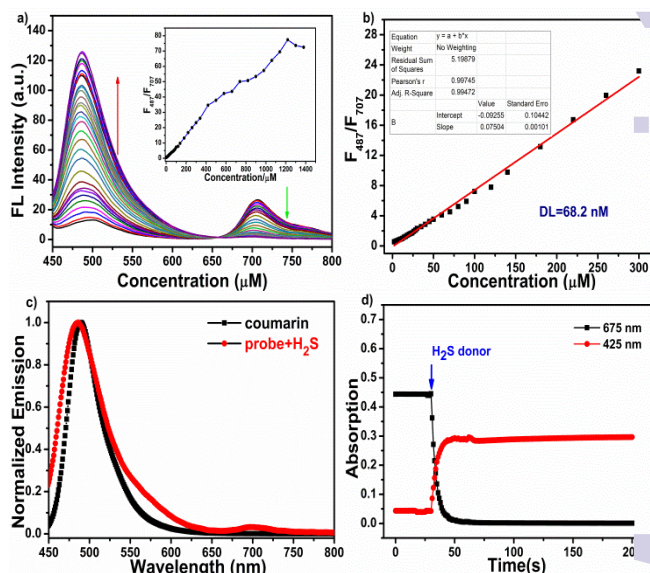 a)
FL Intensity (a.u.)
140
120
100
80
60
40
20
0
450 500 550 600 650 700 750 800
Concentration (μM)
F487/F707
80
70
60
50
40
30
20
10
0
0 200 400 600 800 1000 1200 1400
Concentration/μM
b)
F487/F707
28
24
20
16
12
8
4
0
0 50 100 150 200 250 300
Concentration (μM)
Equation y = a + b*x
Weight No Weighting
Residual Sum of Squares 5.19879
Pearson's r 0.99745
Adj. R-Square 0.99472
Value Standard Erro
B Intercept -0.09255 0.10442
Slope 0.07504 0.00101
DL=68.2 nM
c)
Normalized Emission
1.0
0.8
0.6
0.4
0.2
0.0
450 500 550 600 650 700 750 800
Wavelength (nm)
coumarin
probe+H2S
d)
Absorption
0.7
0.6
0.5
0.4
0.3
0.2
0.1
0.0
0 50 100 150 200
Time(s)
675 nm
425 nm
H2S donor